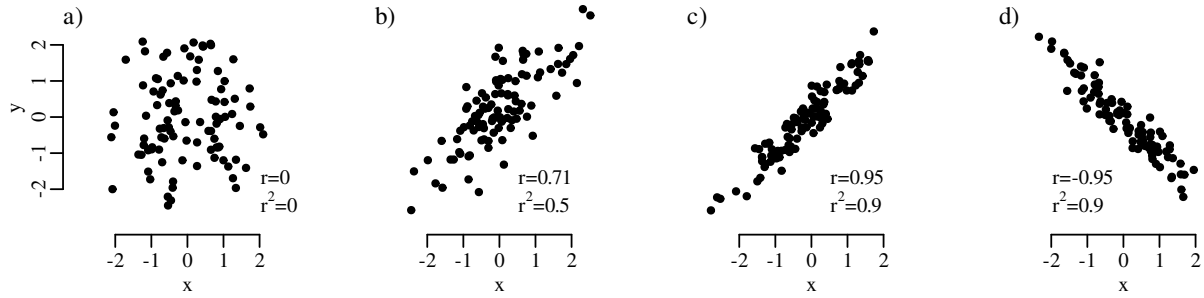 a)
b)
c)
d)
y
2
1
0
-1
-2
r=0
r²=0
r=0.71
r²=0.5
r=0.95
r²=0.9
r=-0.95
r²=0.9
-2 -1 0 1 2
-2 -1 0 1 2
-2 -1 0 1 2
-2 -1 0 1 2
x
x
x
x